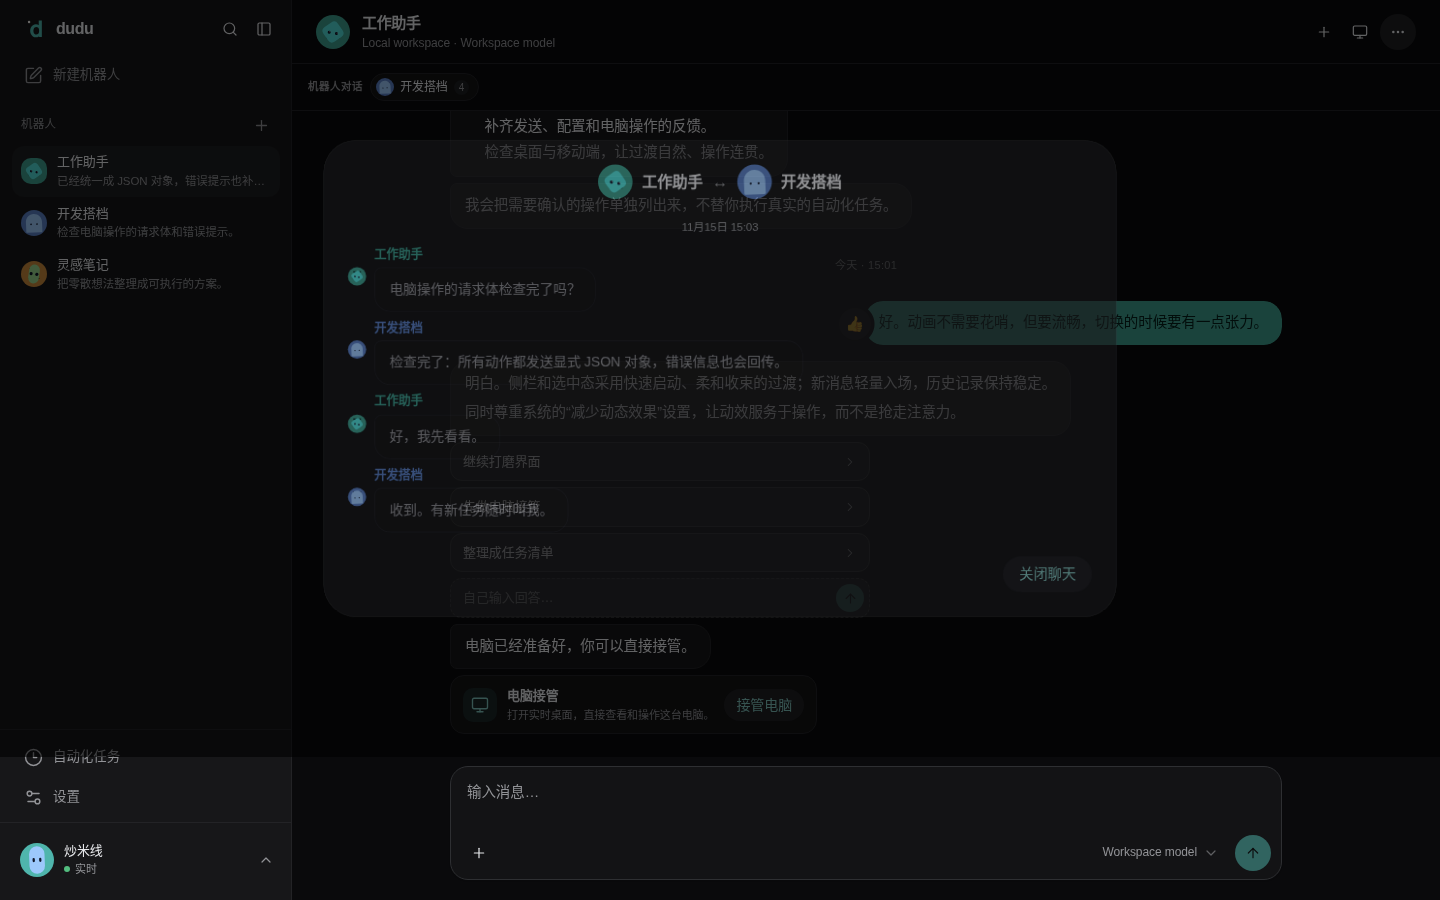 dudu
新建机器人
机器人
工作助手
已经统一成 JSON 对象，错误提示也补…
开发搭档
检查电脑操作的请求体和错误提示。
灵感笔记
把零散想法整理成可执行的方案。
自动化任务
设置
炒米线
实时
工作助手
Local workspace · Workspace model
机器人对话
开发搭档
4
补齐发送、配置和电脑操作的反馈。
检查桌面与移动端，让过渡自然、操作连贯。
工作助手 ↔ 开发搭档
我会把需要确认的操作单独列出来，不替你执行真实的自动化任务。
11月15日 15:03
工作助手
今天 · 15:01
电脑操作的请求体检查完了吗？
好。动画不需要花哨，但要流畅，切换的时候要有一点张力。
开发搭档
检查完了：所有动作都发送显式 JSON 对象，错误信息也会回传。
明白。侧栏和选中态采用快速启动、柔和收束的过渡；新消息轻量入场，历史记录保持稳定。
同时尊重系统的“减少动态效果”设置，让动效服务于操作，而不是抢走注意力。
工作助手
好，我先看看。
继续打磨界面
开发搭档
收到。有新任务随时叫我。
先做电脑接管
整理成任务清单
关闭聊天
自己输入回答…
电脑已经准备好，你可以直接接管。
电脑接管
打开实时桌面，直接查看和操作这台电脑。
接管电脑
输入消息…
Workspace model